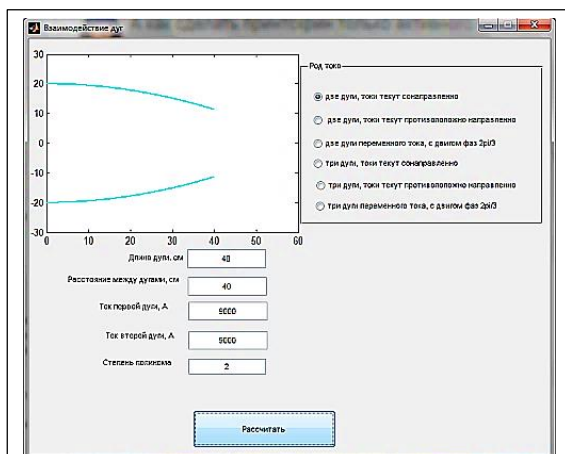 Взаимодействие дуг
30
20
10
0
-10
-20
-30
0 10 20 30 40 50 60
Род тока
две дуги, токи текут сонаправленно
две дуги, токи текут противоположно направленно
две дуги переменного тока, с двигом фаз 2pi/3
три дуги, токи текут сонаправленно
три дуги, токи текут противоположно направленно
три дуги переменного тока, с двигом фаз 2pi/3
Длина дуги, см
40
Расстояние между дугами, см
40
Ток первой дуги, А
9000
Ток второй дуги, А
9000
Степень полинома
2
Рассчитать